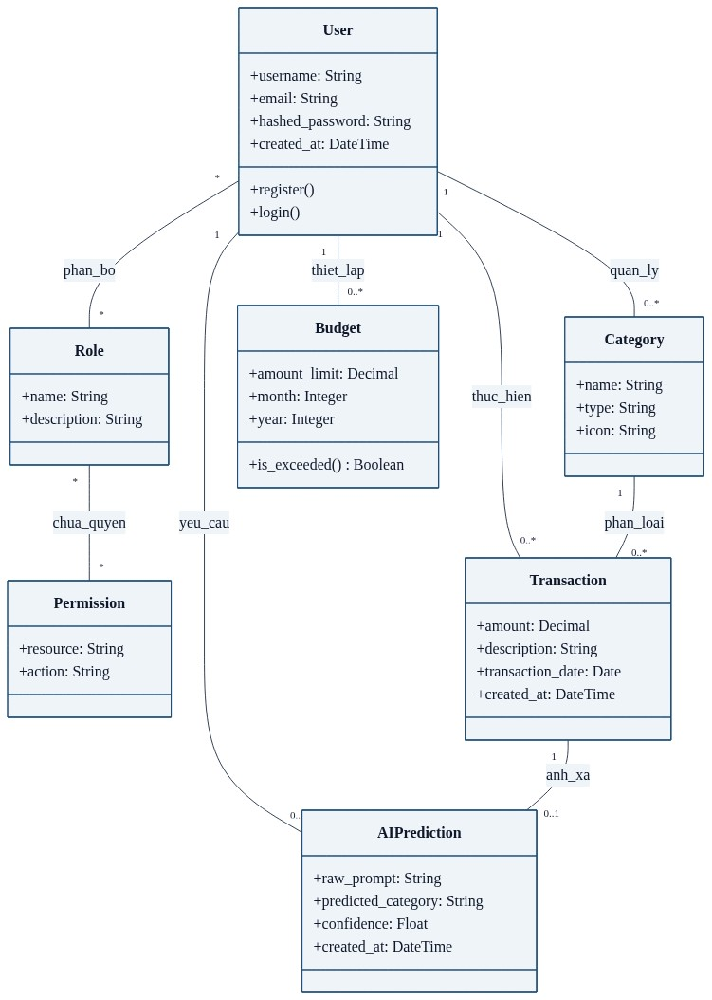 User
+username: String
+email: String
+hashed_password: String
+created_at: DateTime
+register()
+login()
*
1
1
1
1
phan_bo
thiet_lap
quan_ly
*
0..*
0..*
Role
+name: String
+description: String
Budget
+amount_limit: Decimal
+month: Integer
+year: Integer
+is_exceeded() : Boolean
thuc_hien
Category
+name: String
+type: String
+icon: String
*
chua_quyen
*
yeu_cau
1
phan_loai
0..*
0..*
Permission
+resource: String
+action: String
Transaction
+amount: Decimal
+description: String
+transaction_date: Date
+created_at: DateTime
1
anh_xa
0..1
0..
AIPrediction
+raw_prompt: String
+predicted_category: String
+confidence: Float
+created_at: DateTime